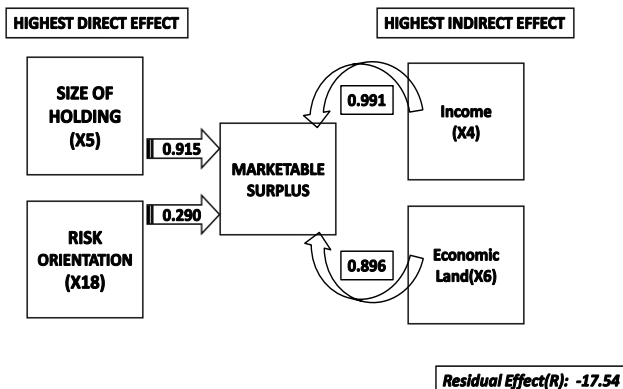 HIGHEST DIRECT EFFECT
HIGHEST INDIRECT EFFECT
SIZE OF
HOLDING
(X5)
0.915
MARKETABLE
SURPLUS
0.991
Income
(X4)
RISK
ORIENTATION
(X18)
0.290
0.896
Economic
Land(X6)
Residual Effect(R): -17.54